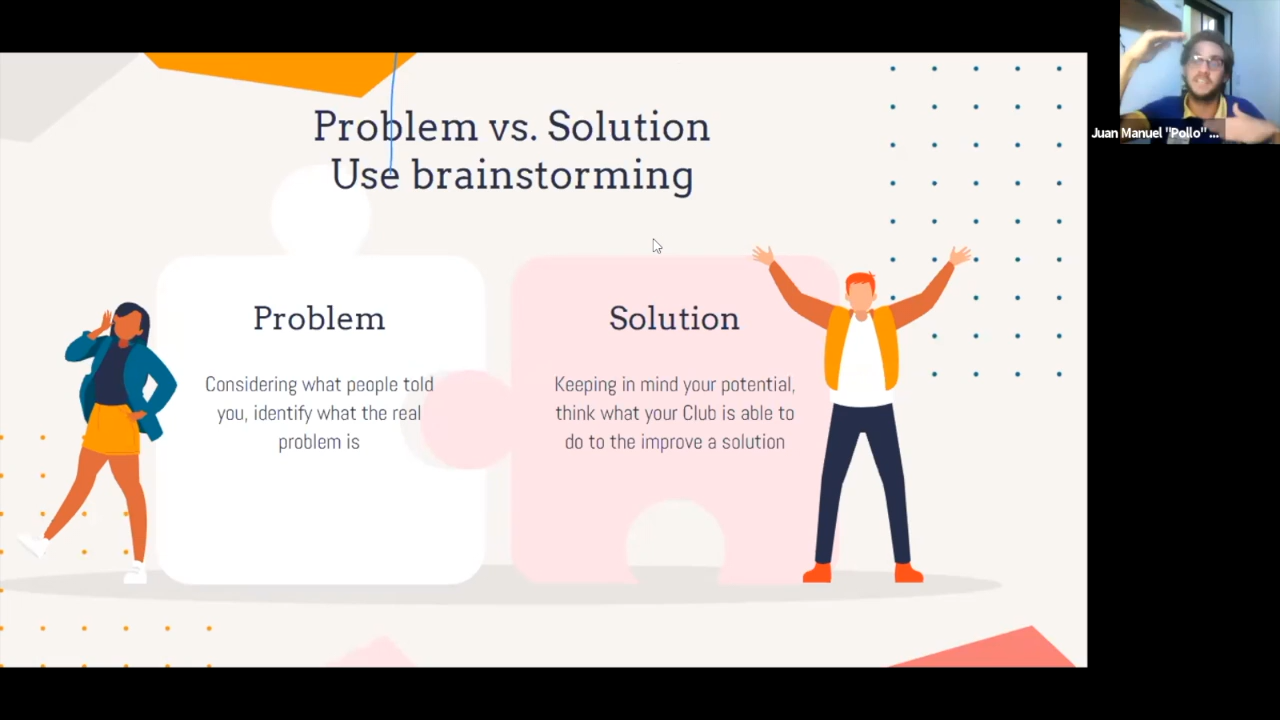 Problem vs. Solution
Use brainstorming
Problem
Considering what people told
you, identify what the real
problem is
Solution
Keeping in mind your potential,
think what your Club is able to
do to the improve a solution
Juan Manuel "Pollo" ...